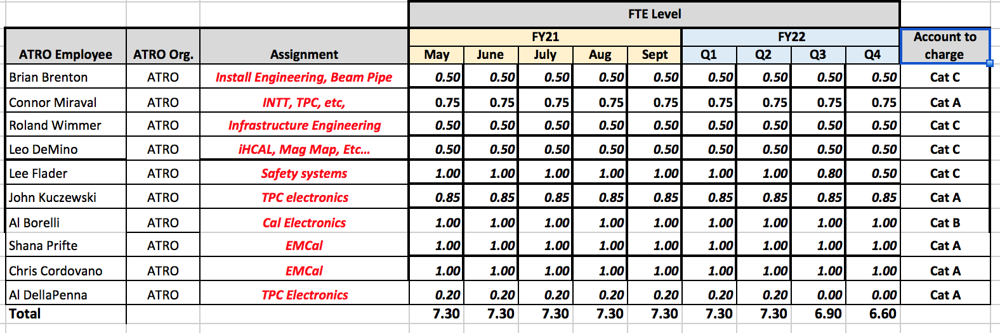 FTE Level
FY21 FY22 Account to
ATRO Employee ATRO Org. Assignment May June July Aug Sept Q1 Q2 Q3 Q4 charge
Brian Brenton ATRO Install Engineering, Beam Pipe 0.50 0.50 0.50 0.50 0.50 0.50 0.50 0.50 0.50 Cat C
Connor Miraval ATRO INTT, TPC, etc, 0.75 0.75 0.75 0.75 0.75 0.75 0.75 0.75 0.75 Cat A
Roland Wimmer ATRO Infrastructure Engineering 0.50 0.50 0.50 0.50 0.50 0.50 0.50 0.50 0.50 Cat C
Leo DeMino ATRO iHCAL, Mag Map, Etc... 0.50 0.50 0.50 0.50 0.50 0.50 0.50 0.50 0.50 Cat C
Lee Flader ATRO Safety systems 1.00 1.00 1.00 1.00 1.00 1.00 1.00 0.80 0.50 Cat C
John Kuczewski ATRO TPC electronics 0.85 0.85 0.85 0.85 0.85 0.85 0.85 0.85 0.85 Cat A
Al Borelli ATRO Cal Electronics 1.00 1.00 1.00 1.00 1.00 1.00 1.00 1.00 1.00 Cat B
Shana Prifte ATRO EMCal 1.00 1.00 1.00 1.00 1.00 1.00 1.00 1.00 1.00 Cat A
Chris Cordovano ATRO EMCal 1.00 1.00 1.00 1.00 1.00 1.00 1.00 1.00 1.00 Cat A
Al DellaPenna ATRO TPC Electronics 0.20 0.20 0.20 0.20 0.20 0.20 0.20 0.00 0.00 Cat A
Total 7.30 7.30 7.30 7.30 7.30 7.30 7.30 6.90 6.60